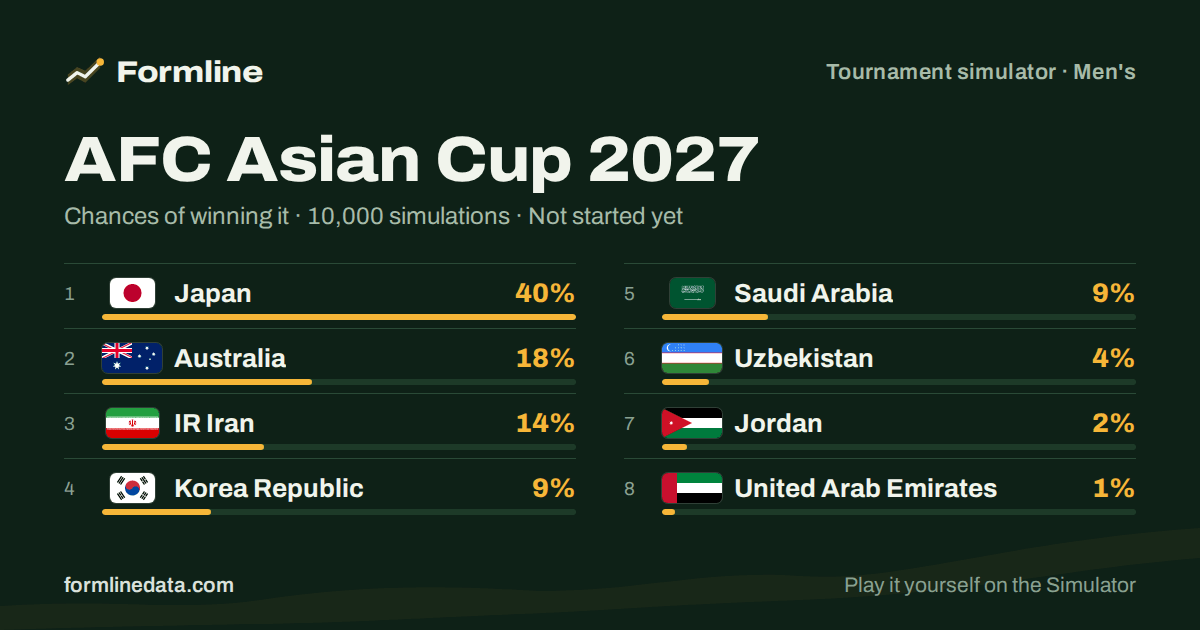 Formline
Tournament simulator · Men's
AFC Asian Cup 2027
Chances of winning it · 10,000 simulations · Not started yet
1 Japan 40%
2 Australia 18%
3 IR Iran 14%
4 Korea Republic 9%
5 Saudi Arabia 9%
6 Uzbekistan 4%
7 Jordan 2%
8 United Arab Emirates 1%
formlinedata.com
Play it yourself on the Simulator